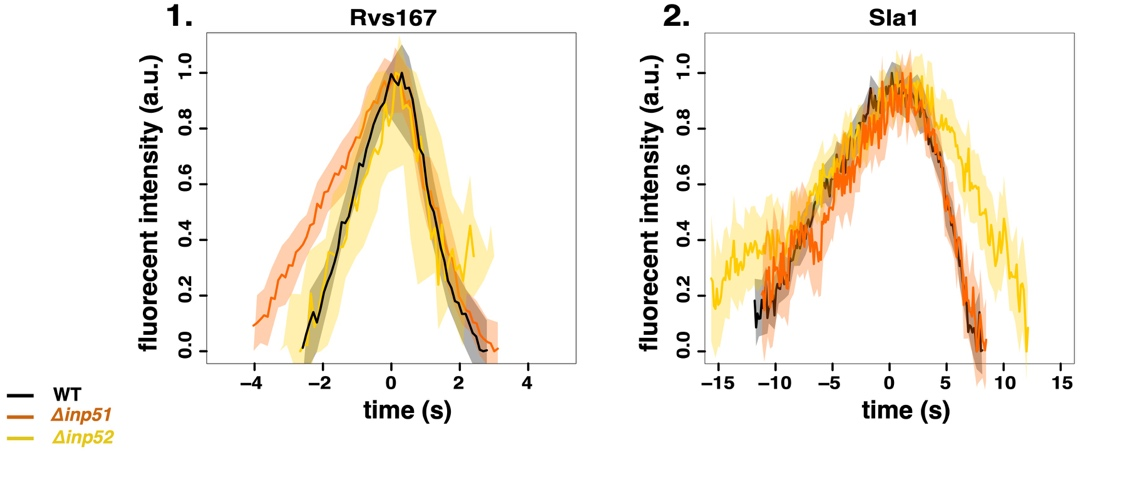 1.
Rvs167
fluorecent intensity (a.u.)
0.0 0.2 0.4 0.6 0.8 1.0
−4 −2 0 2 4
time (s)
2.
Sla1
fluorecent intensity (a.u.)
0.0 0.2 0.4 0.6 0.8 1.0
−15 −10 −5 0 5 10 15
time (s)
WT
Δinp51
Δinp52